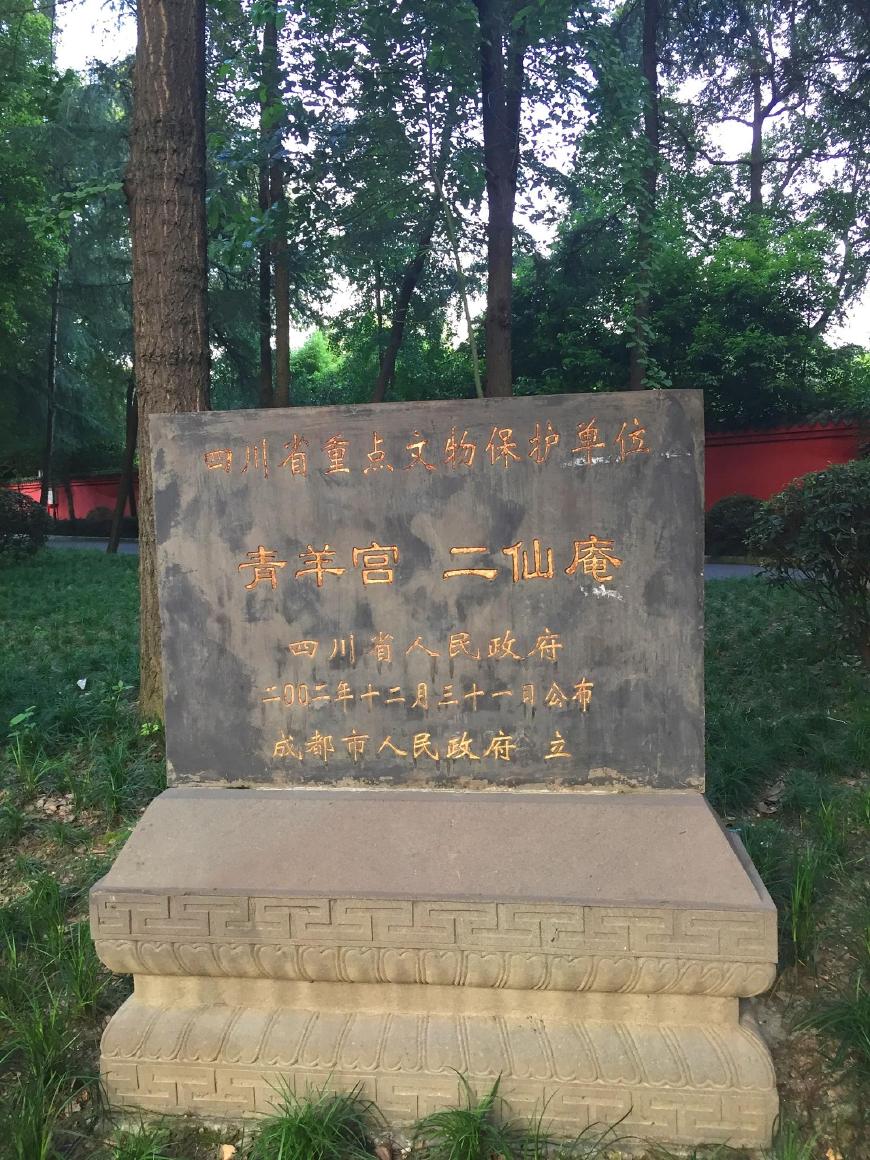 四川省重点文物保护单位
青羊宫 二仙庵
四川省人民政府
二00二年十二月三十一日公布
成都市人民政府 立